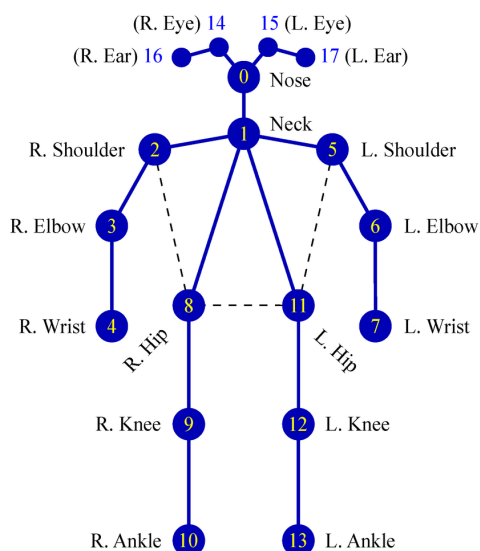 (R. Eye) 14 15 (L. Eye)
(R. Ear) 16 17 (L. Ear)
0 Nose
1 Neck
R. Shoulder 2 5 L. Shoulder
R. Elbow 3 6 L. Elbow
8 11
R. Wrist 4 7 L. Wrist
R. Hip L. Hip
R. Knee 9 12 L. Knee
R. Ankle 10 13 L. Ankle